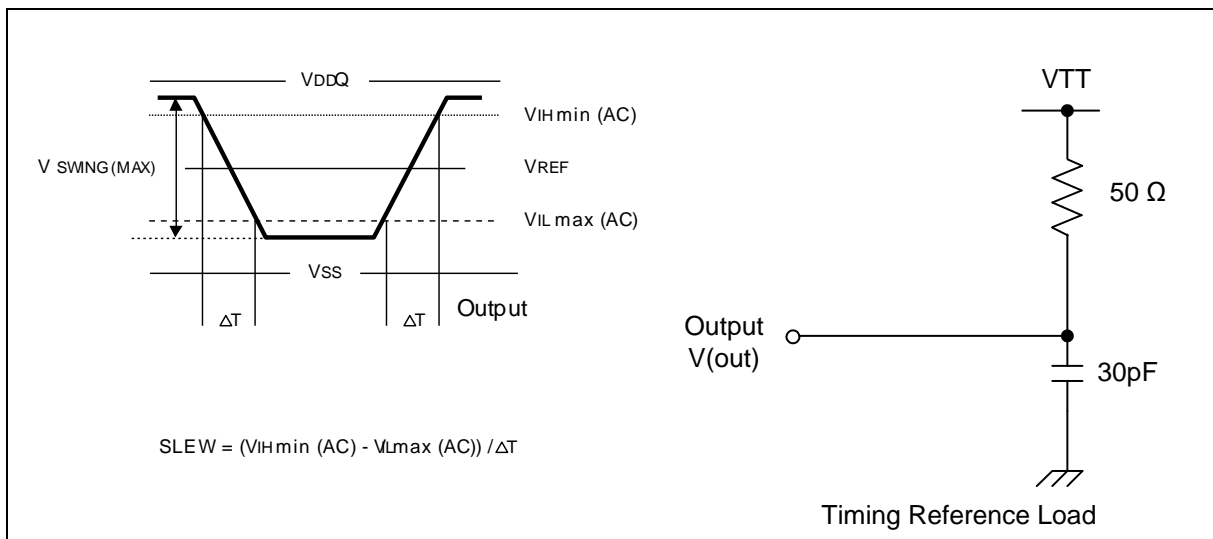 VDDQ
VIH min (AC)
V SWING (MAX)
VREF
VIL max (AC)
VSS
Output
ΔT
ΔT
SLEW = (VIH min (AC) - VIL max (AC)) / ΔT
VTT
50 Ω
Output
V(out)
30pF
Timing Reference Load